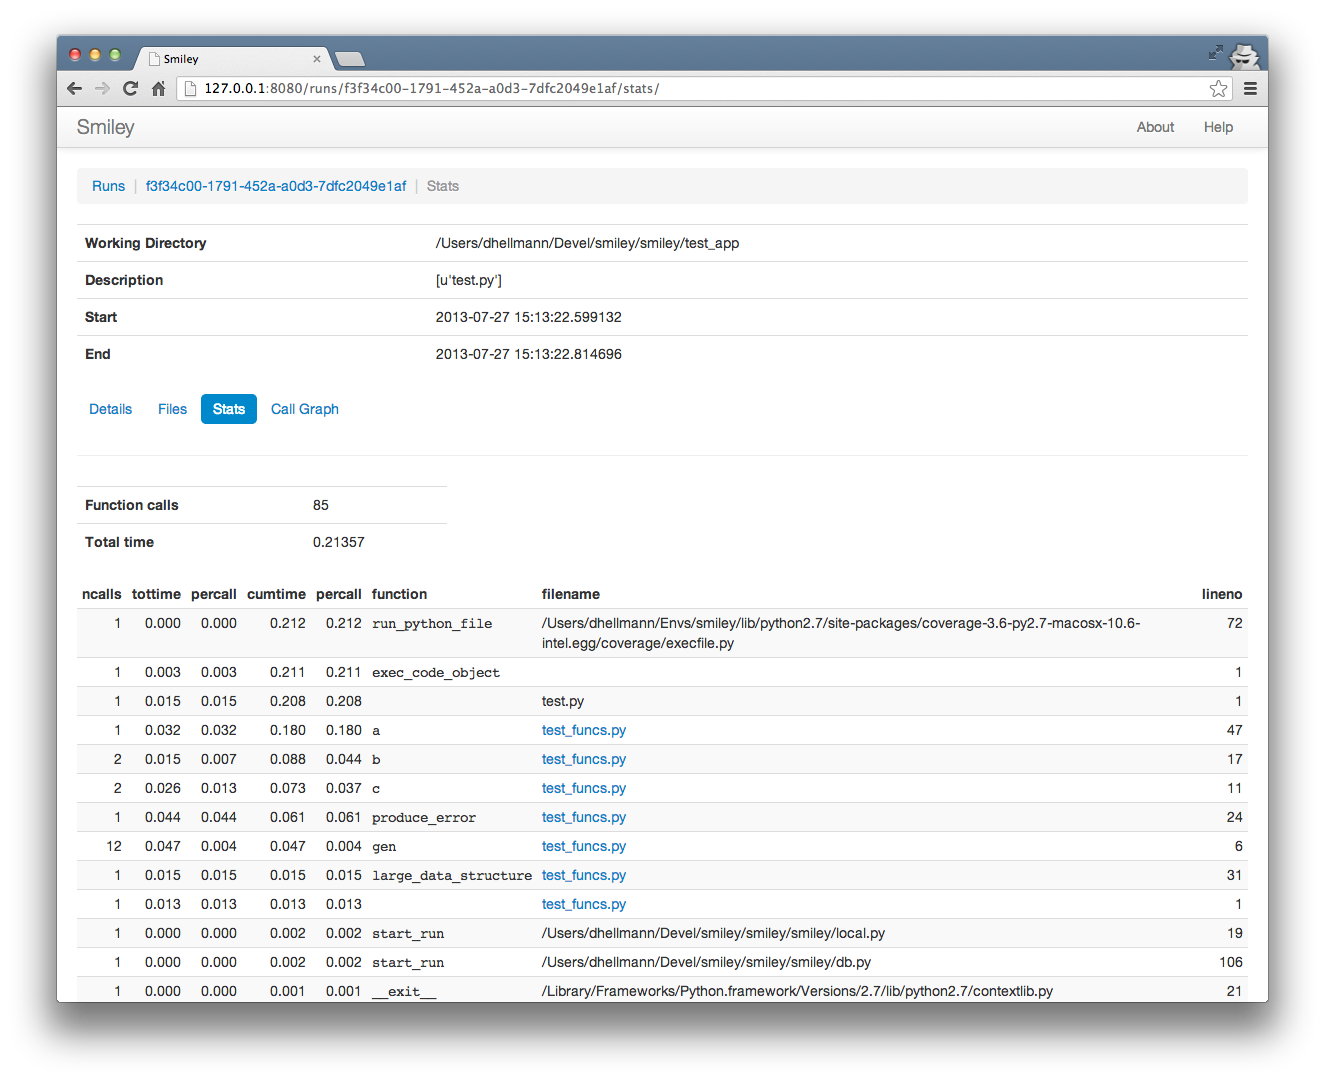 Smiley
127.0.0.1:8080/runs/f3f34c00-1791-452a-a0d3-7dfc2049e1af/stats/
Smiley About Help
Runs | f3f34c00-1791-452a-a0d3-7dfc2049e1af | Stats
Working Directory /Users/dhellmann/Devel/smiley/smiley/test_app
Description [u'test.py']
Start 2013-07-27 15:13:22.599132
End 2013-07-27 15:13:22.814696
Details Files Stats Call Graph
Function calls 85
Total time 0.21357
ncalls tottime percall cumtime percall function filename lineno
1 0.000 0.000 0.212 0.212 run_python_file /Users/dhellmann/Envs/smiley/lib/python2.7/site-packages/coverage-3.6-py2.7-macosx-10.6- 72
intel.egg/coverage/execfile.py
1 0.003 0.003 0.211 0.211 exec_code_object 1
1 0.015 0.015 0.208 0.208 test.py 1
1 0.032 0.032 0.180 0.180 a test_funcs.py 47
2 0.015 0.007 0.088 0.044 b test_funcs.py 17
2 0.026 0.013 0.073 0.037 c test_funcs.py 11
1 0.044 0.044 0.061 0.061 produce_error test_funcs.py 24
12 0.047 0.004 0.047 0.004 gen test_funcs.py 6
1 0.015 0.015 0.015 0.015 large_data_structure test_funcs.py 31
1 0.013 0.013 0.013 0.013 test_funcs.py 1
1 0.000 0.000 0.002 0.002 start_run /Users/dhellmann/Devel/smiley/smiley/smiley/local.py 19
1 0.000 0.000 0.002 0.002 start_run /Users/dhellmann/Devel/smiley/smiley/smiley/db.py 106
1 0.000 0.000 0.001 0.001 __exit__ /Library/Frameworks/Python.framework/Versions/2.7/lib/python2.7/contextlib.py 21